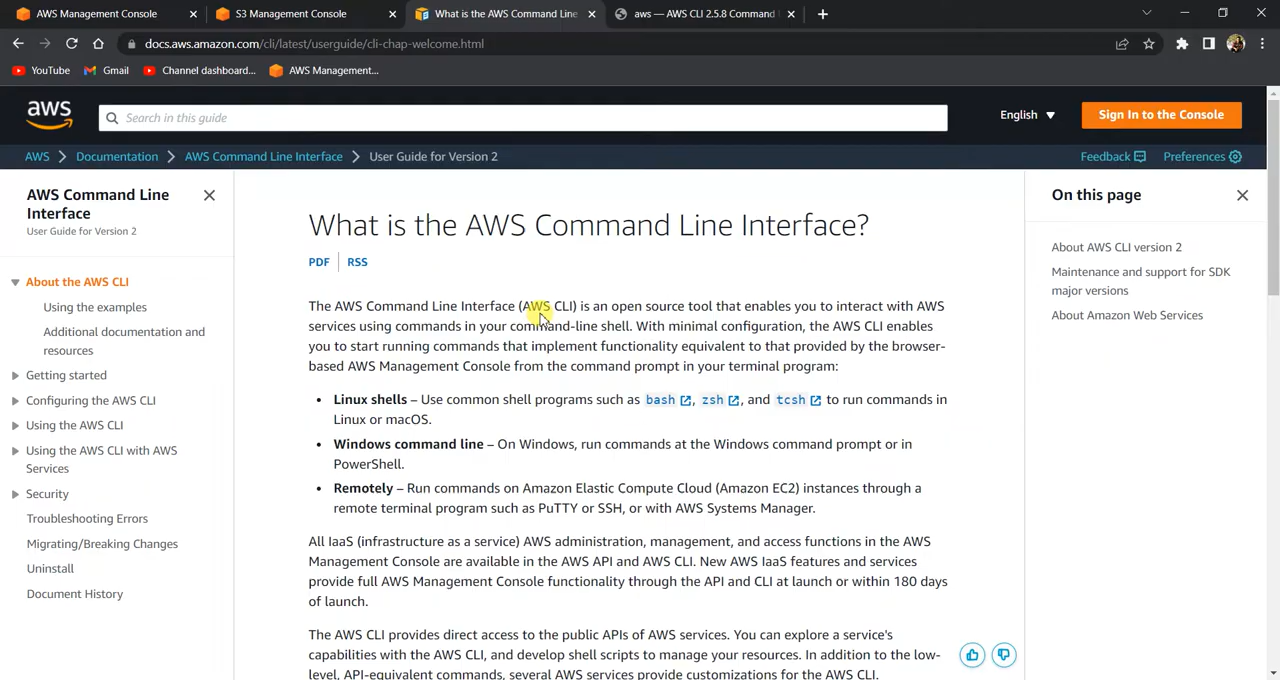 AWS Management Console
S3 Management Console
What is the AWS Command Line
aws — AWS CLI 2.5.8 Command
docs.aws.amazon.com/cli/latest/userguide/cli-chap-welcome.html
YouTube
Gmail
Channel dashboard...
AWS Management...
aws
Search in this guide
English
Sign In to the Console
AWS
Documentation
AWS Command Line Interface
User Guide for Version 2
Feedback
Preferences
AWS Command Line
Interface
User Guide for Version 2
About the AWS CLI
Using the examples
Additional documentation and
resources
Getting started
Configuring the AWS CLI
Using the AWS CLI
Using the AWS CLI with AWS
Services
Security
Troubleshooting Errors
Migrating/Breaking Changes
Uninstall
Document History
What is the AWS Command Line Interface?
PDF
RSS
The AWS Command Line Interface (AWS CLI) is an open source tool that enables you to interact with AWS
services using commands in your command-line shell. With minimal configuration, the AWS CLI enables
you to start running commands that implement functionality equivalent to that provided by the browser-
based AWS Management Console from the command prompt in your terminal program:
• Linux shells – Use common shell programs such as bash, zsh, and tcsh to run commands in
Linux or macOS.
• Windows command line – On Windows, run commands at the Windows command prompt or in
PowerShell.
• Remotely – Run commands on Amazon Elastic Compute Cloud (Amazon EC2) instances through a
remote terminal program such as PuTTY or SSH, or with AWS Systems Manager.
All IaaS (infrastructure as a service) AWS administration, management, and access functions in the AWS
Management Console are available in the AWS API and AWS CLI. New AWS IaaS features and services
provide full AWS Management Console functionality through the API and CLI at launch or within 180 days
of launch.
The AWS CLI provides direct access to the public APIs of AWS services. You can explore a service's
capabilities with the AWS CLI, and develop shell scripts to manage your resources. In addition to the low-
level, API-equivalent commands, several AWS services provide customizations for the AWS CLI.
On this page
About AWS CLI version 2
Maintenance and support for SDK
major versions
About Amazon Web Services